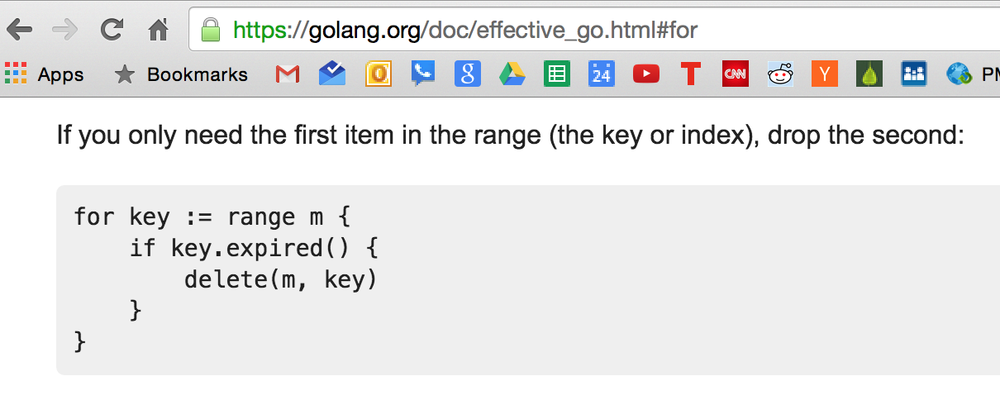 https://golang.org/doc/effective_go.html#for
Apps Bookmarks 8 24 T CNN Y PM
If you only need the first item in the range (the key or index), drop the second:
for key := range m {
    if key.expired() {
        delete(m, key)
    }
}